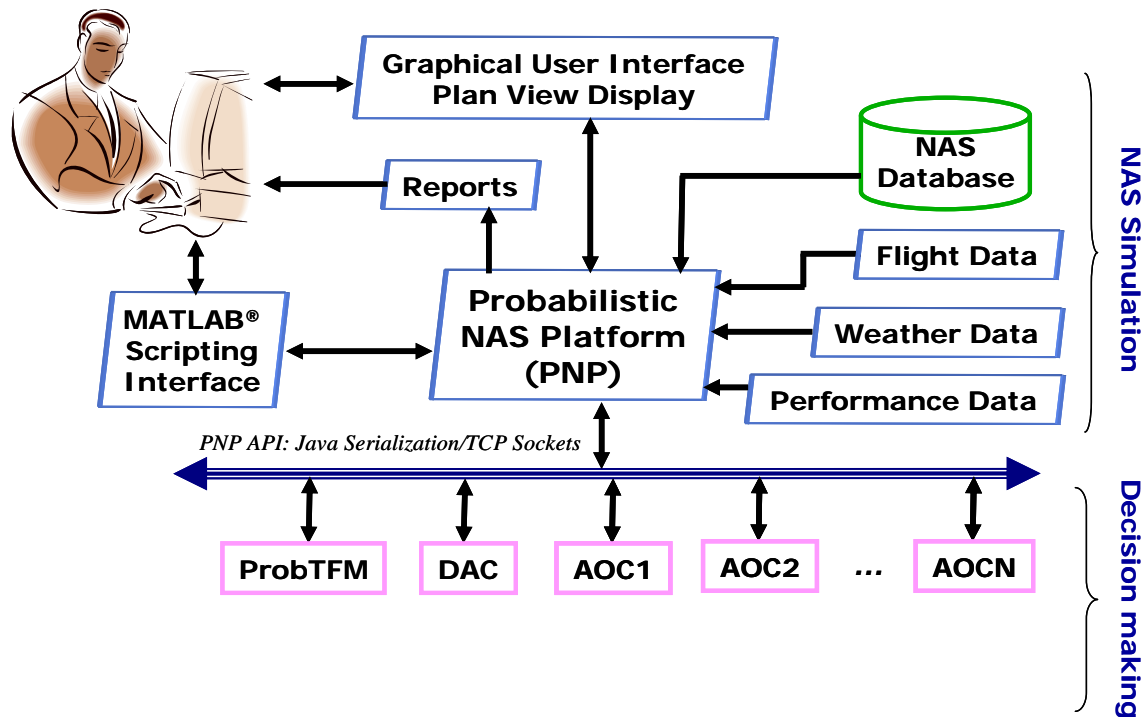 Graphical User Interface
Plan View Display
NAS
Database
Reports
Flight Data
Probabilistic
NAS Platform
(PNP)
MATLAB®
Scripting
Interface
Weather Data
Performance Data
NAS Simulation
PNP API: Java Serialization/TCP Sockets
ProbTFM
DAC
AOC1
AOC2
...
AOCN
Decision making